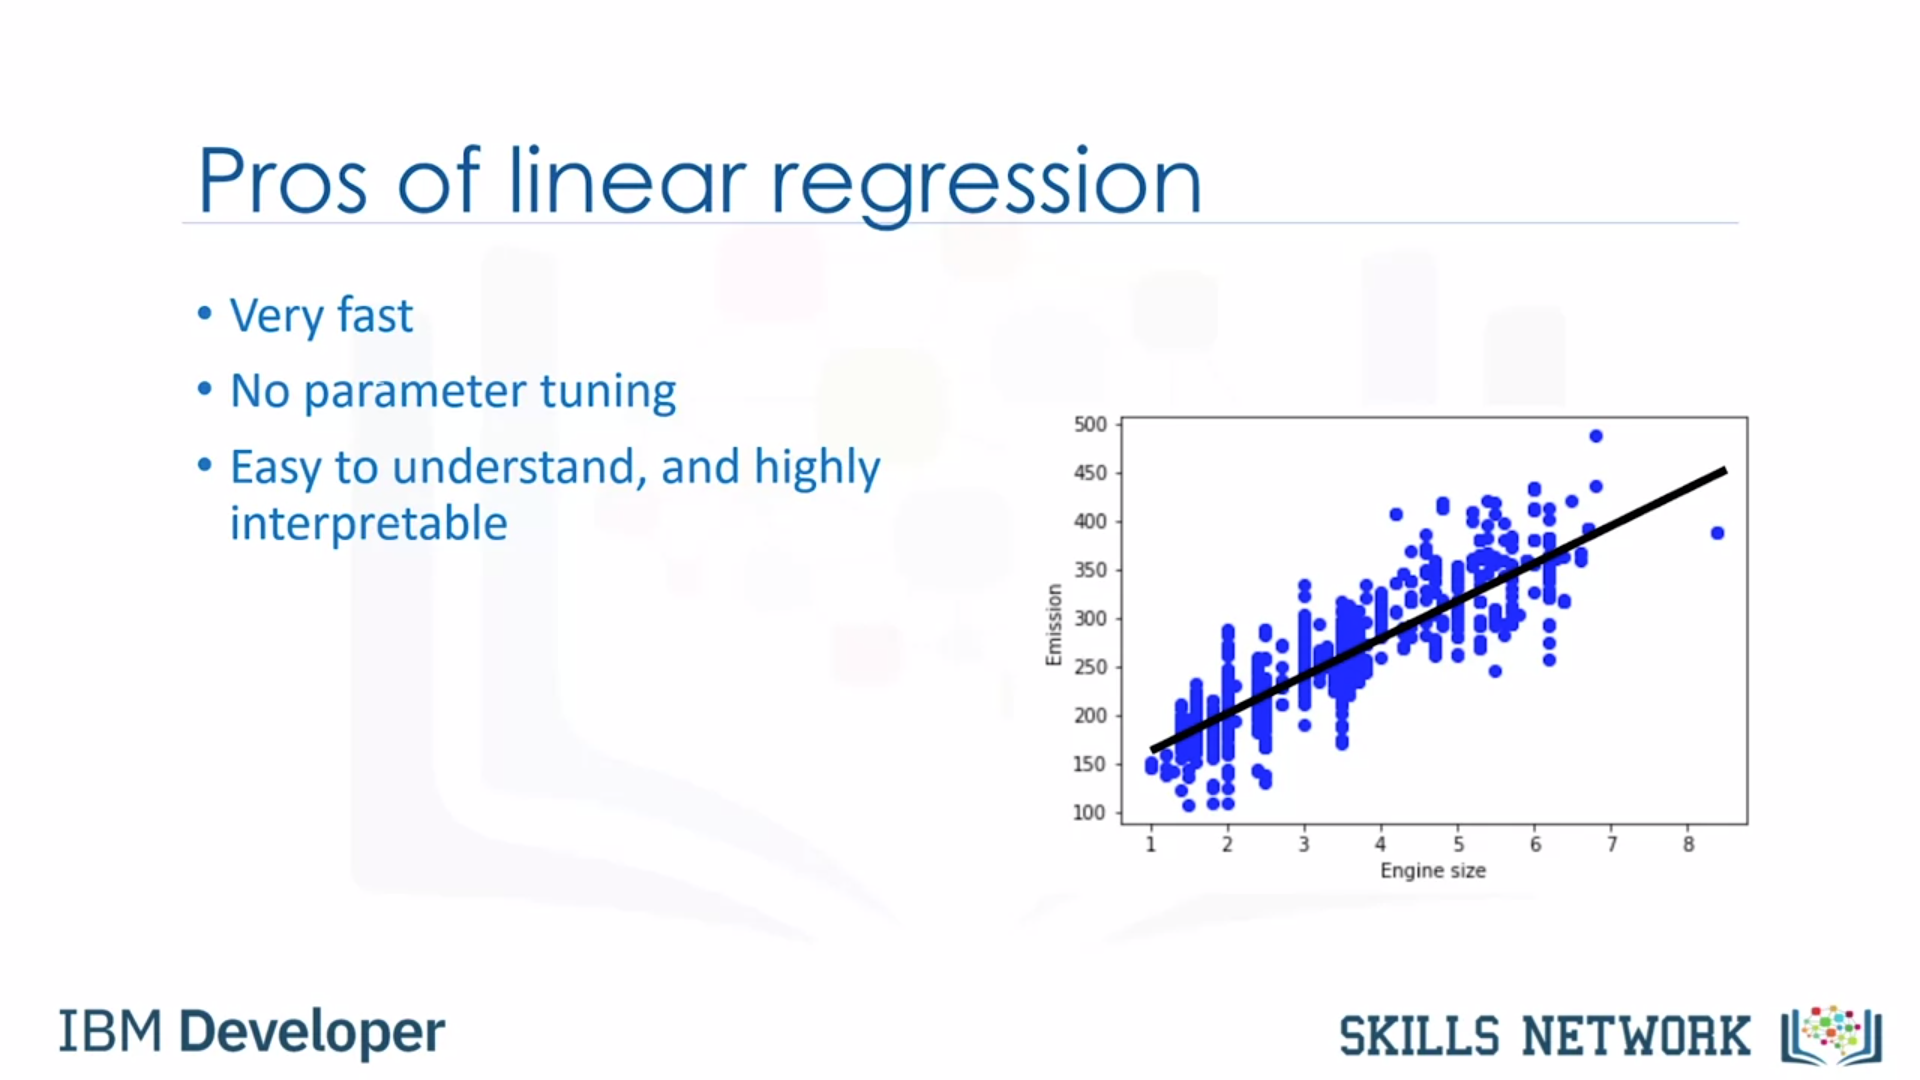 Pros of linear regression
• Very fast
• No parameter tuning
• Easy to understand, and highly
interpretable
500
450
400
350
300
250
200
150
100
Emission
1 2 3 4 5 6 7 8
Engine size
IBM Developer
SKILLS NETWORK